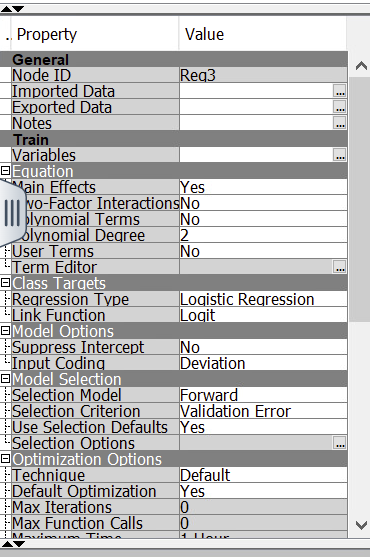 .. Property Value
General
Node ID Reg3
Imported Data ...
Exported Data ...
Notes ...
Train
Variables ...
Equation
Main Effects Yes
wo-Factor Interactions No
olynomial Terms No
olynomial Degree 2
User Terms No
Term Editor ...
Class Targets
Regression Type Logistic Regression
Link Function Logit
Model Options
Suppress Intercept No
Input Coding Deviation
Model Selection
Selection Model Forward
Selection Criterion Validation Error
Use Selection Defaults Yes
Selection Options ...
Optimization Options
Technique Default
Default Optimization Yes
Max Iterations 0
Max Function Calls 0
Maximum Time 1 Hour